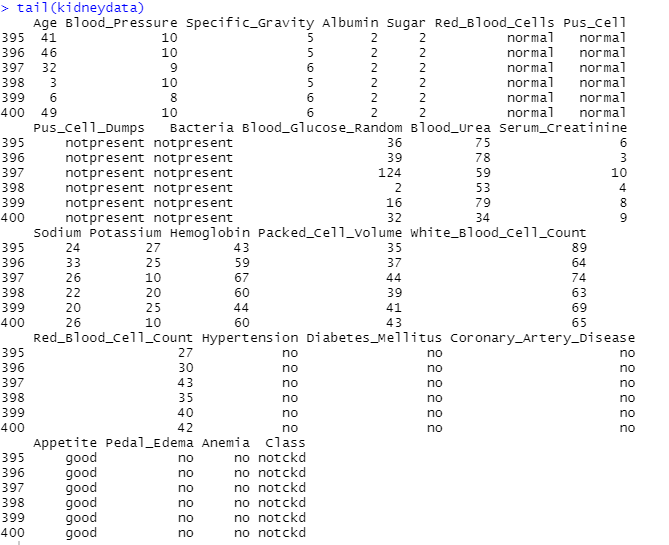 > tail(kidneydata)
    Age Blood_Pressure Specific_Gravity Albumin Sugar Red_Blood_Cells Pus_Cell
395  41             10                5       2     2          normal   normal
396  46             10                5       2     2          normal   normal
397  32              9                6       2     2          normal   normal
398   3             10                5       2     2          normal   normal
399   6              8                6       2     2          normal   normal
400  49             10                6       2     2          normal   normal
    Pus_Cell_Dumps   Bacteria Blood_Glucose_Random Blood_Urea Serum_Creatinine
395     notpresent notpresent                   36         75                6
396     notpresent notpresent                   39         78                3
397     notpresent notpresent                  124         59               10
398     notpresent notpresent                    2         53                4
399     notpresent notpresent                   16         79                8
400     notpresent notpresent                   32         34                9
    Sodium Potassium Hemoglobin Packed_Cell_Volume White_Blood_Cell_Count
395     24        27         43                 35                     89
396     33        25         59                 37                     64
397     26        10         67                 44                     74
398     22        20         60                 39                     63
399     20        25         44                 41                     69
400     26        10         60                 43                     65
    Red_Blood_Cell_Count Hypertension Diabetes_Mellitus Coronary_Artery_Disease
395                   27           no                no                      no
396                   30           no                no                      no
397                   43           no                no                      no
398                   35           no                no                      no
399                   40           no                no                      no
400                   42           no                no                      no
    Appetite Pedal_Edema Anemia  Class
395     good          no     no notckd
396     good          no     no notckd
397     good          no     no notckd
398     good          no     no notckd
399     good          no     no notckd
400     good          no     no notckd